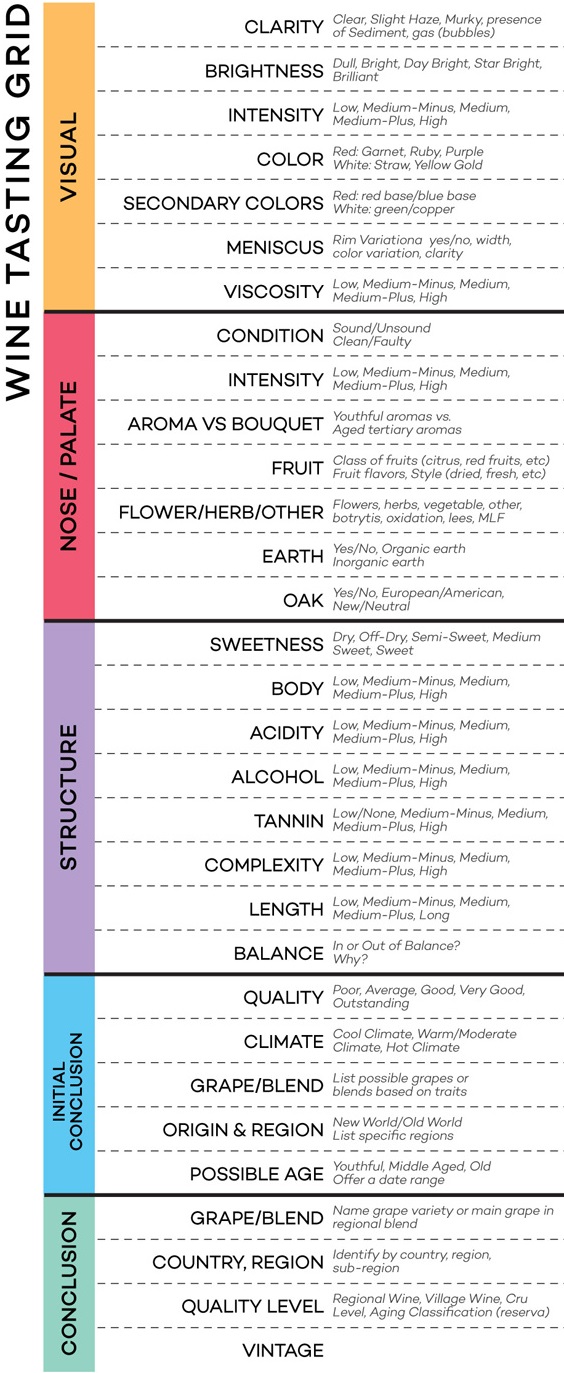 WINE TASTING GRID
VISUAL
CLARITY
Clear, Slight Haze, Murky, presence
of Sediment, gas (bubbles)
BRIGHTNESS
Dull, Bright, Day Bright, Star Bright,
Brilliant
INTENSITY
Low, Medium-Minus, Medium,
Medium-Plus, High
COLOR
Red: Garnet, Ruby, Purple
White: Straw, Yellow Gold
SECONDARY COLORS
Red: red base/blue base
White: green/copper
MENISCUS
Rim Variationa yes/no, width,
color variation, clarity
VISCOSITY
Low, Medium-Minus, Medium,
Medium-Plus, High
NOSE / PALATE
CONDITION
Sound/Unsound
Clean/Faulty
INTENSITY
Low, Medium-Minus, Medium,
Medium-Plus, High
AROMA VS BOUQUET
Youthful aromas vs.
Aged tertiary aromas
FRUIT
Class of fruits (citrus, red fruits, etc)
Fruit flavors, Style (dried, fresh, etc)
FLOWER/HERB/OTHER
Flowers, herbs, vegetable, other,
botrytis, oxidation, lees, MLF
EARTH
Yes/No, Organic earth
Inorganic earth
OAK
Yes/No, European/American,
New/Neutral
STRUCTURE
SWEETNESS
Dry, Off-Dry, Semi-Sweet, Medium
Sweet, Sweet
BODY
Low, Medium-Minus, Medium,
Medium-Plus, High
ACIDITY
Low, Medium-Minus, Medium,
Medium-Plus, High
ALCOHOL
Low, Medium-Minus, Medium,
Medium-Plus, High
TANNIN
Low/None, Medium-Minus, Medium,
Medium-Plus, High
COMPLEXITY
Low, Medium-Minus, Medium,
Medium-Plus, High
LENGTH
Low, Medium-Minus, Medium,
Medium-Plus, Long
BALANCE
In or Out of Balance?
Why?
INITIAL
CONCLUSION
QUALITY
Poor, Average, Good, Very Good,
Outstanding
CLIMATE
Cool Climate, Warm/Moderate
Climate, Hot Climate
GRAPE/BLEND
List possible grapes or
blends based on traits
ORIGIN & REGION
New World/Old World
List specific regions
POSSIBLE AGE
Youthful, Middle Aged, Old
Offer a date range
CONCLUSION
GRAPE/BLEND
Name grape variety or main grape in
regional blend
COUNTRY, REGION
Identify by country, region,
sub-region
QUALITY LEVEL
Regional Wine, Village Wine, Cru
Level, Aging Classification (reserva)
VINTAGE